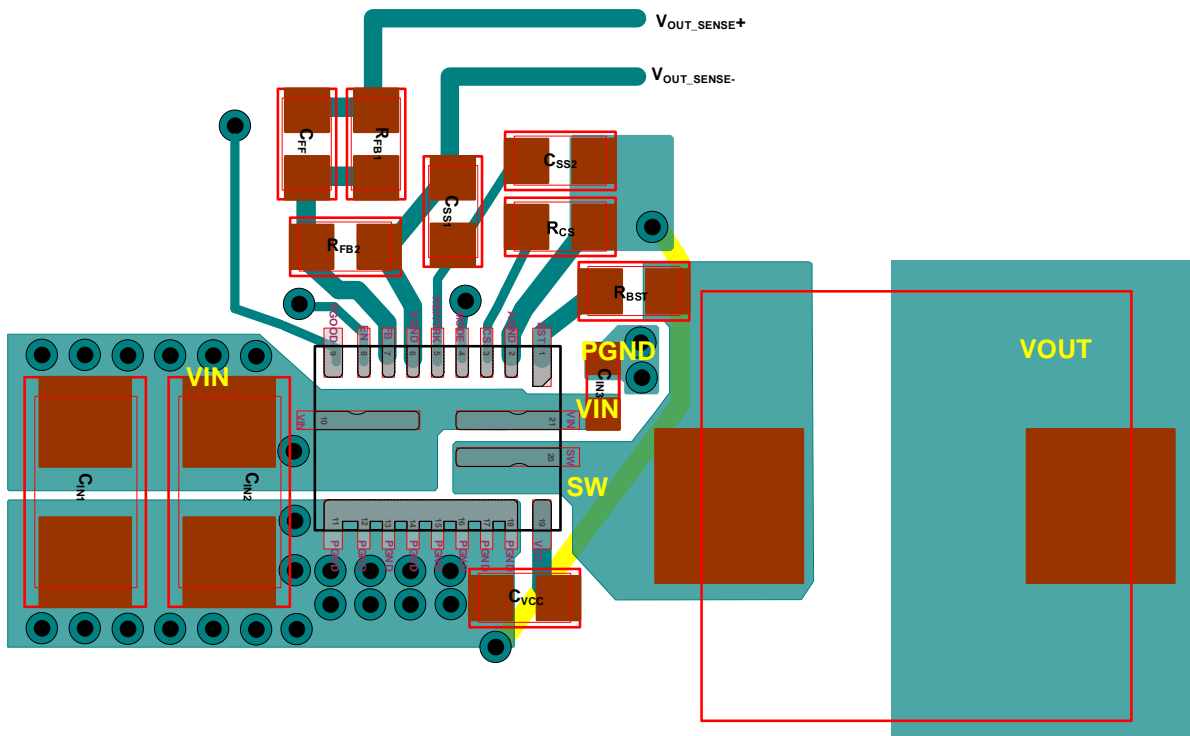 VOUT_SENSE+
VOUT_SENSE-
CFF
RFB1
CSS2
CSS1
RCS
RFB2
RBST
PGOOD
EN
FB
RGND
MODE
CS
AGND
BST
9
8
7
6
5
4
3
2
1
PGND
VOUT
VIN
CIN3
VIN
VIN
10
21
VIN
20
SW
SW
CIN1
CIN2
11
12
13
14
15
16
17
18
19
PGND
PGND
PGND
PGND
PGND
PGND
PGND
PGND
CVCC